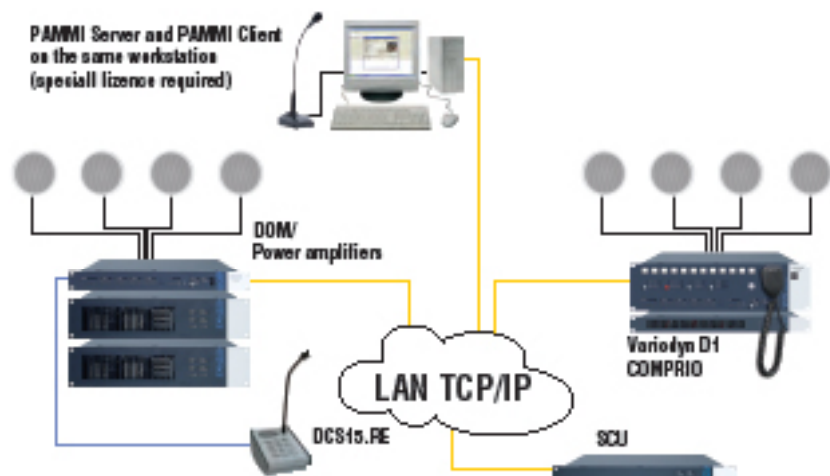 PAMMI Server and PAMMI Client
on the same workstation
(speciall lizence required)
DOM/
Power amplifiers
Variodyn D1
COMPRIO
LAN TCP/IP
DCS15.RE
SCU